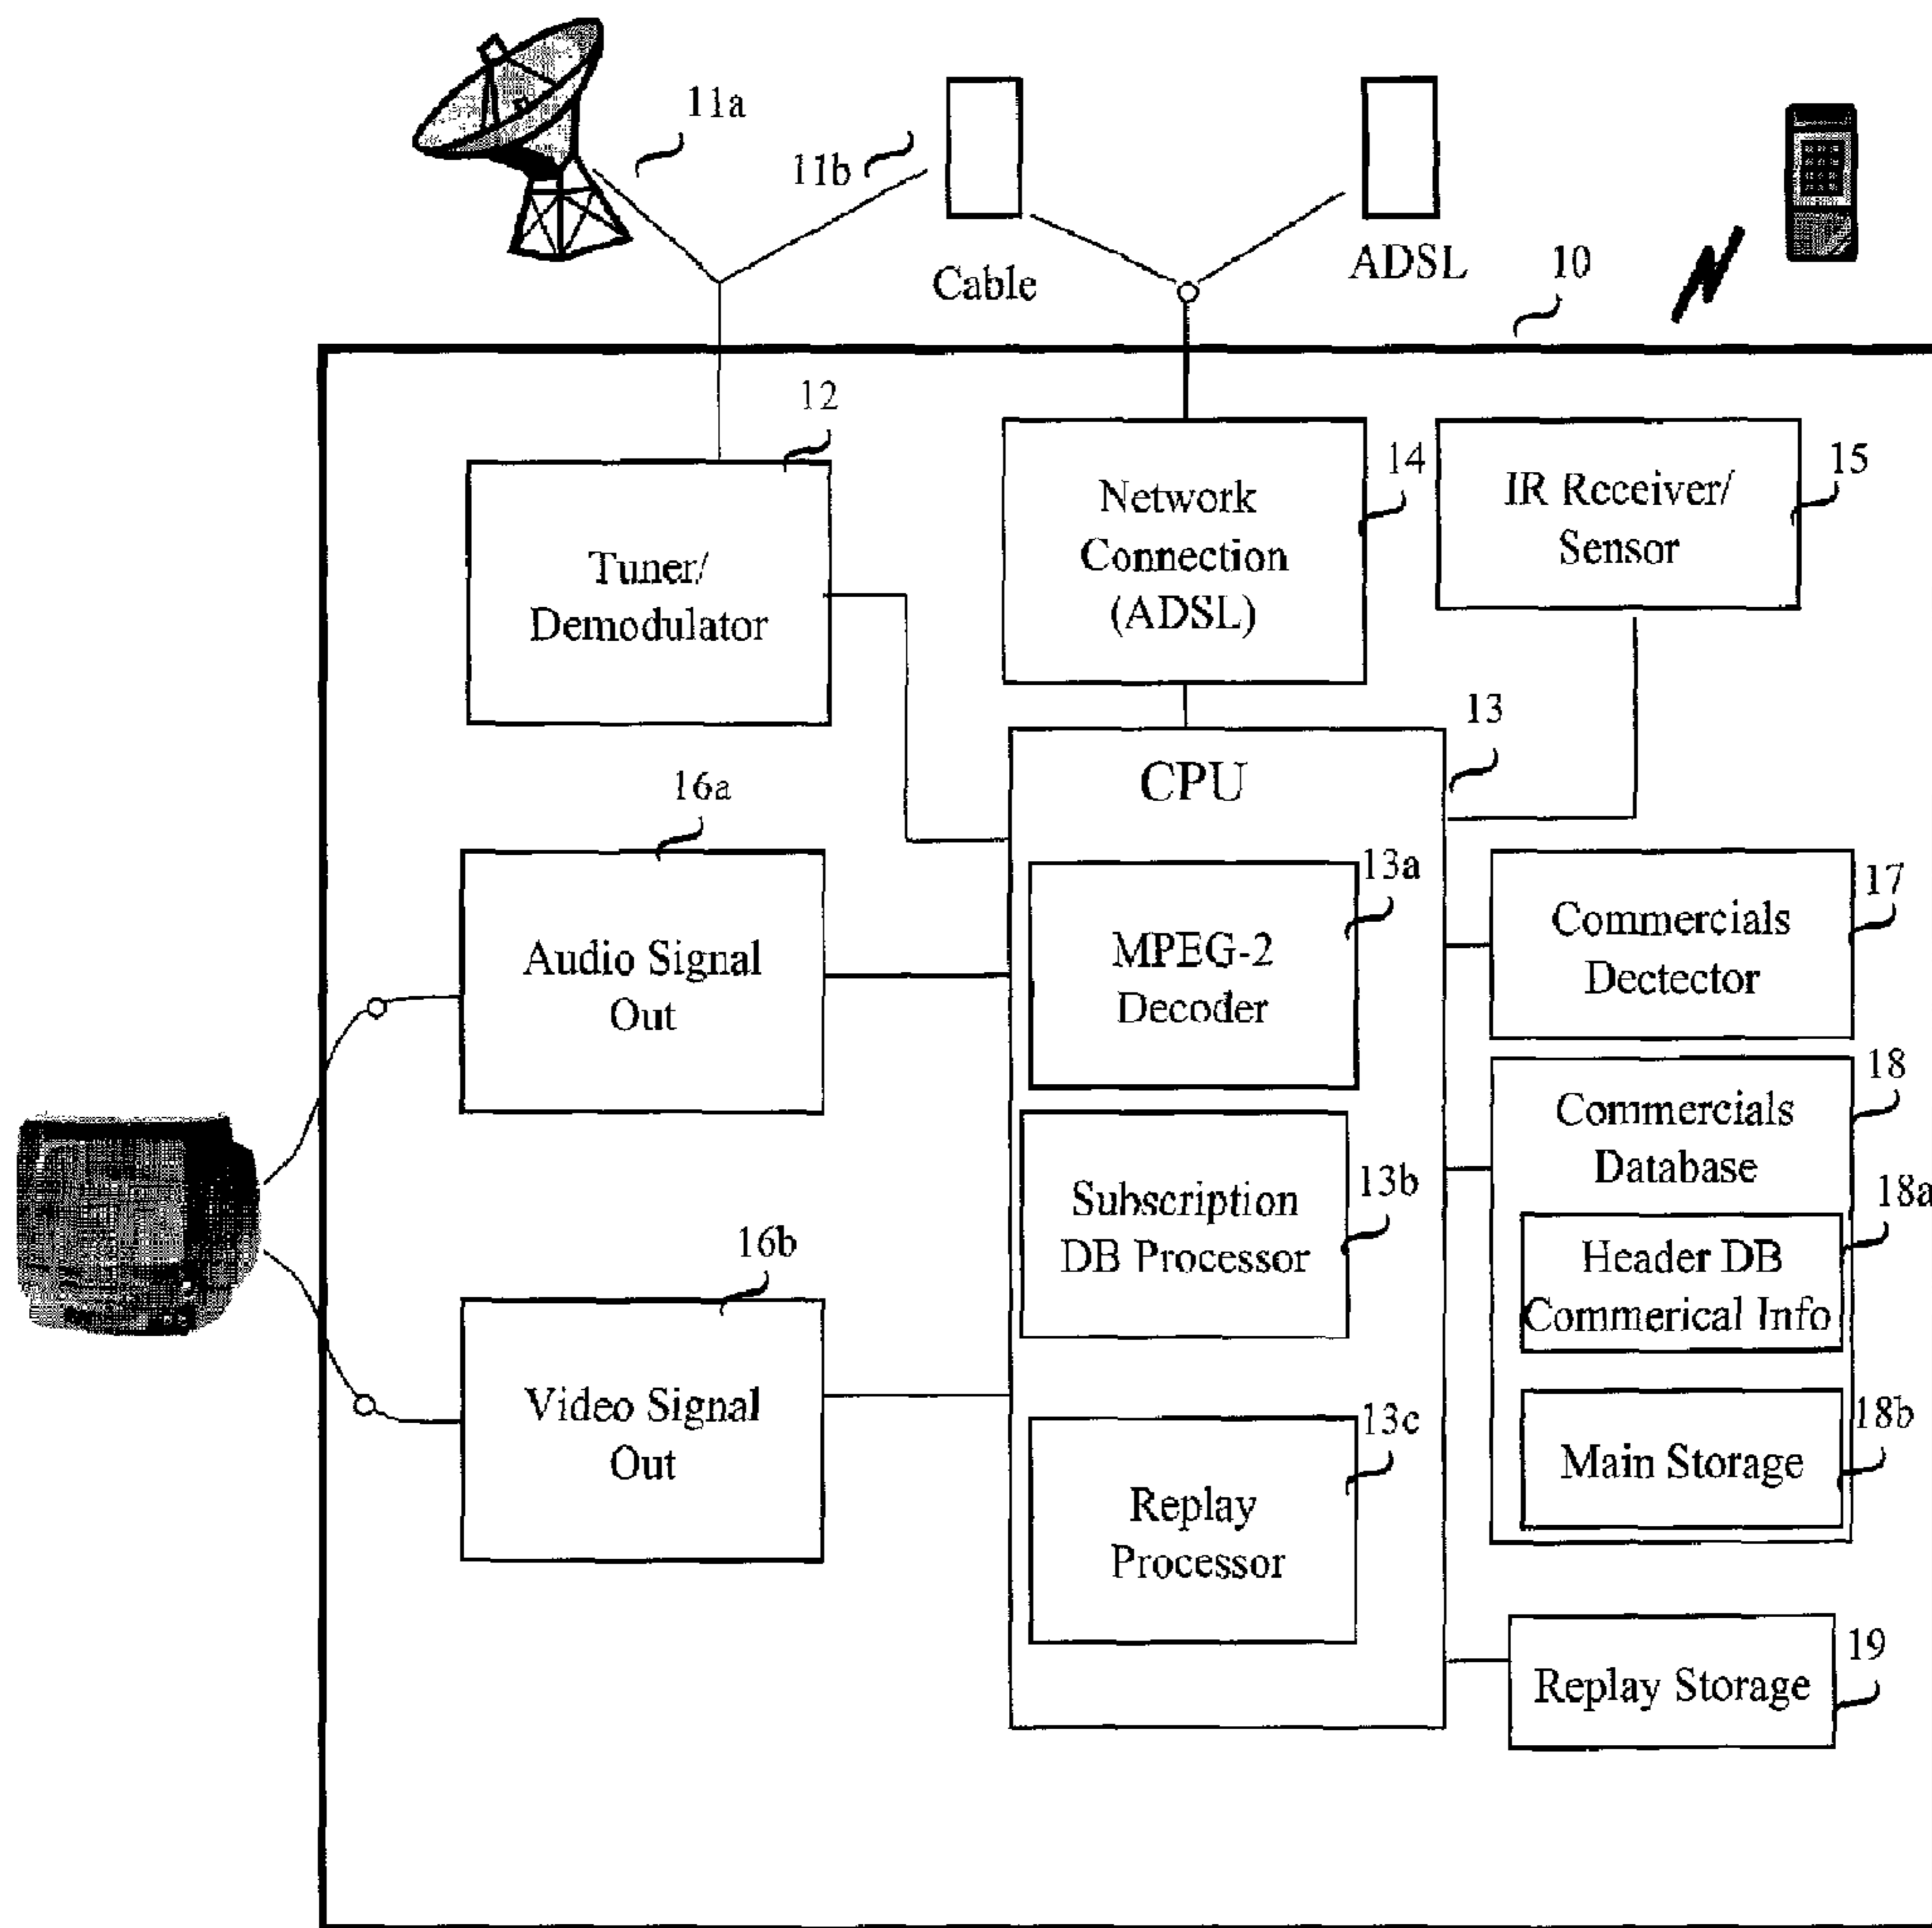 11a
11b
Cable
ADSL
10
12
Tuner/
Demodulator
Network
Connection
(ADSL)
14
IR Receiver/
Sensor
15
13
CPU
16a
Audio Signal
Out
13a
MPEG-2
Decoder
17
Commercials
Dectector
18
Commercials
Database
18a
Header DB
Commerical Info
18b
Main Storage
13b
Subscription
DB Processor
16b
Video Signal
Out
13c
Replay
Processor
19
Replay Storage